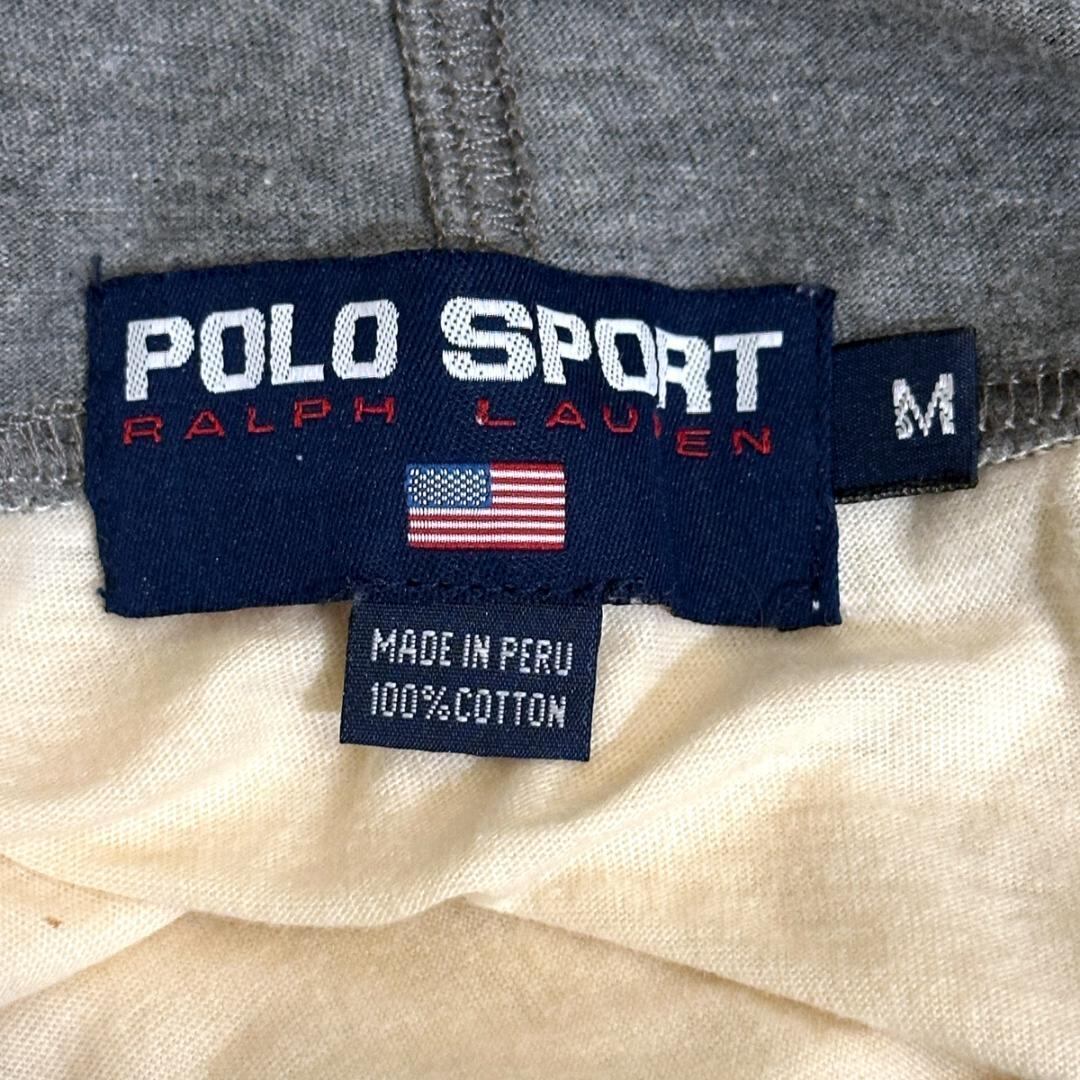 POLO SPORT
RALPH LAUREN
M
MADE IN PERU
100% COTTON